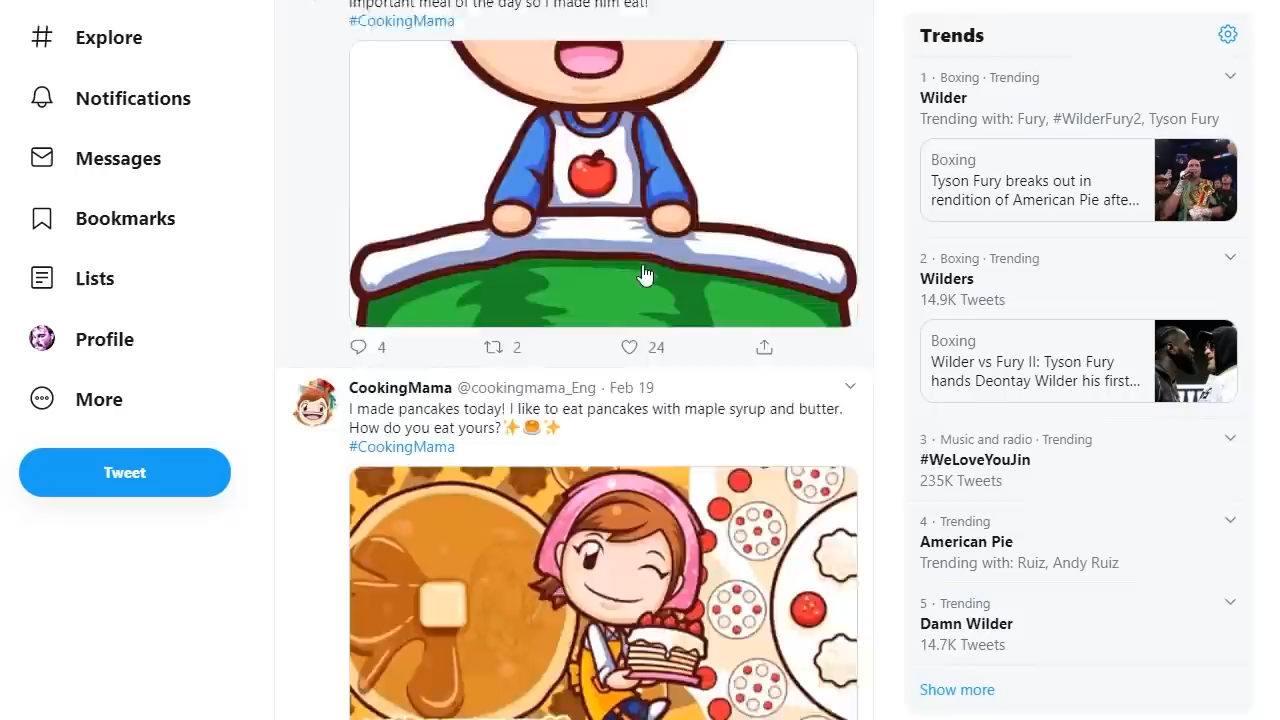 Explore
Notifications
Messages
Bookmarks
Lists
Profile
More
Tweet
important meal of the day so I made him eat!
#CookingMama
4
2
24
CookingMama @cookingmama_Eng · Feb 19
I made pancakes today! I like to eat pancakes with maple syrup and butter.
How do you eat yours?✨🥞✨
#CookingMama
Trends
1 · Boxing · Trending
Wilder
Trending with: Fury, #WilderFury2, Tyson Fury
Boxing
Tyson Fury breaks out in
rendition of American Pie afte...
2 · Boxing · Trending
Wilders
14.9K Tweets
Boxing
Wilder vs Fury II: Tyson Fury
hands Deontay Wilder his first...
3 · Music and radio · Trending
#WeLoveYouJin
235K Tweets
4 · Trending
American Pie
Trending with: Ruiz, Andy Ruiz
5 · Trending
Damn Wilder
14.7K Tweets
Show more